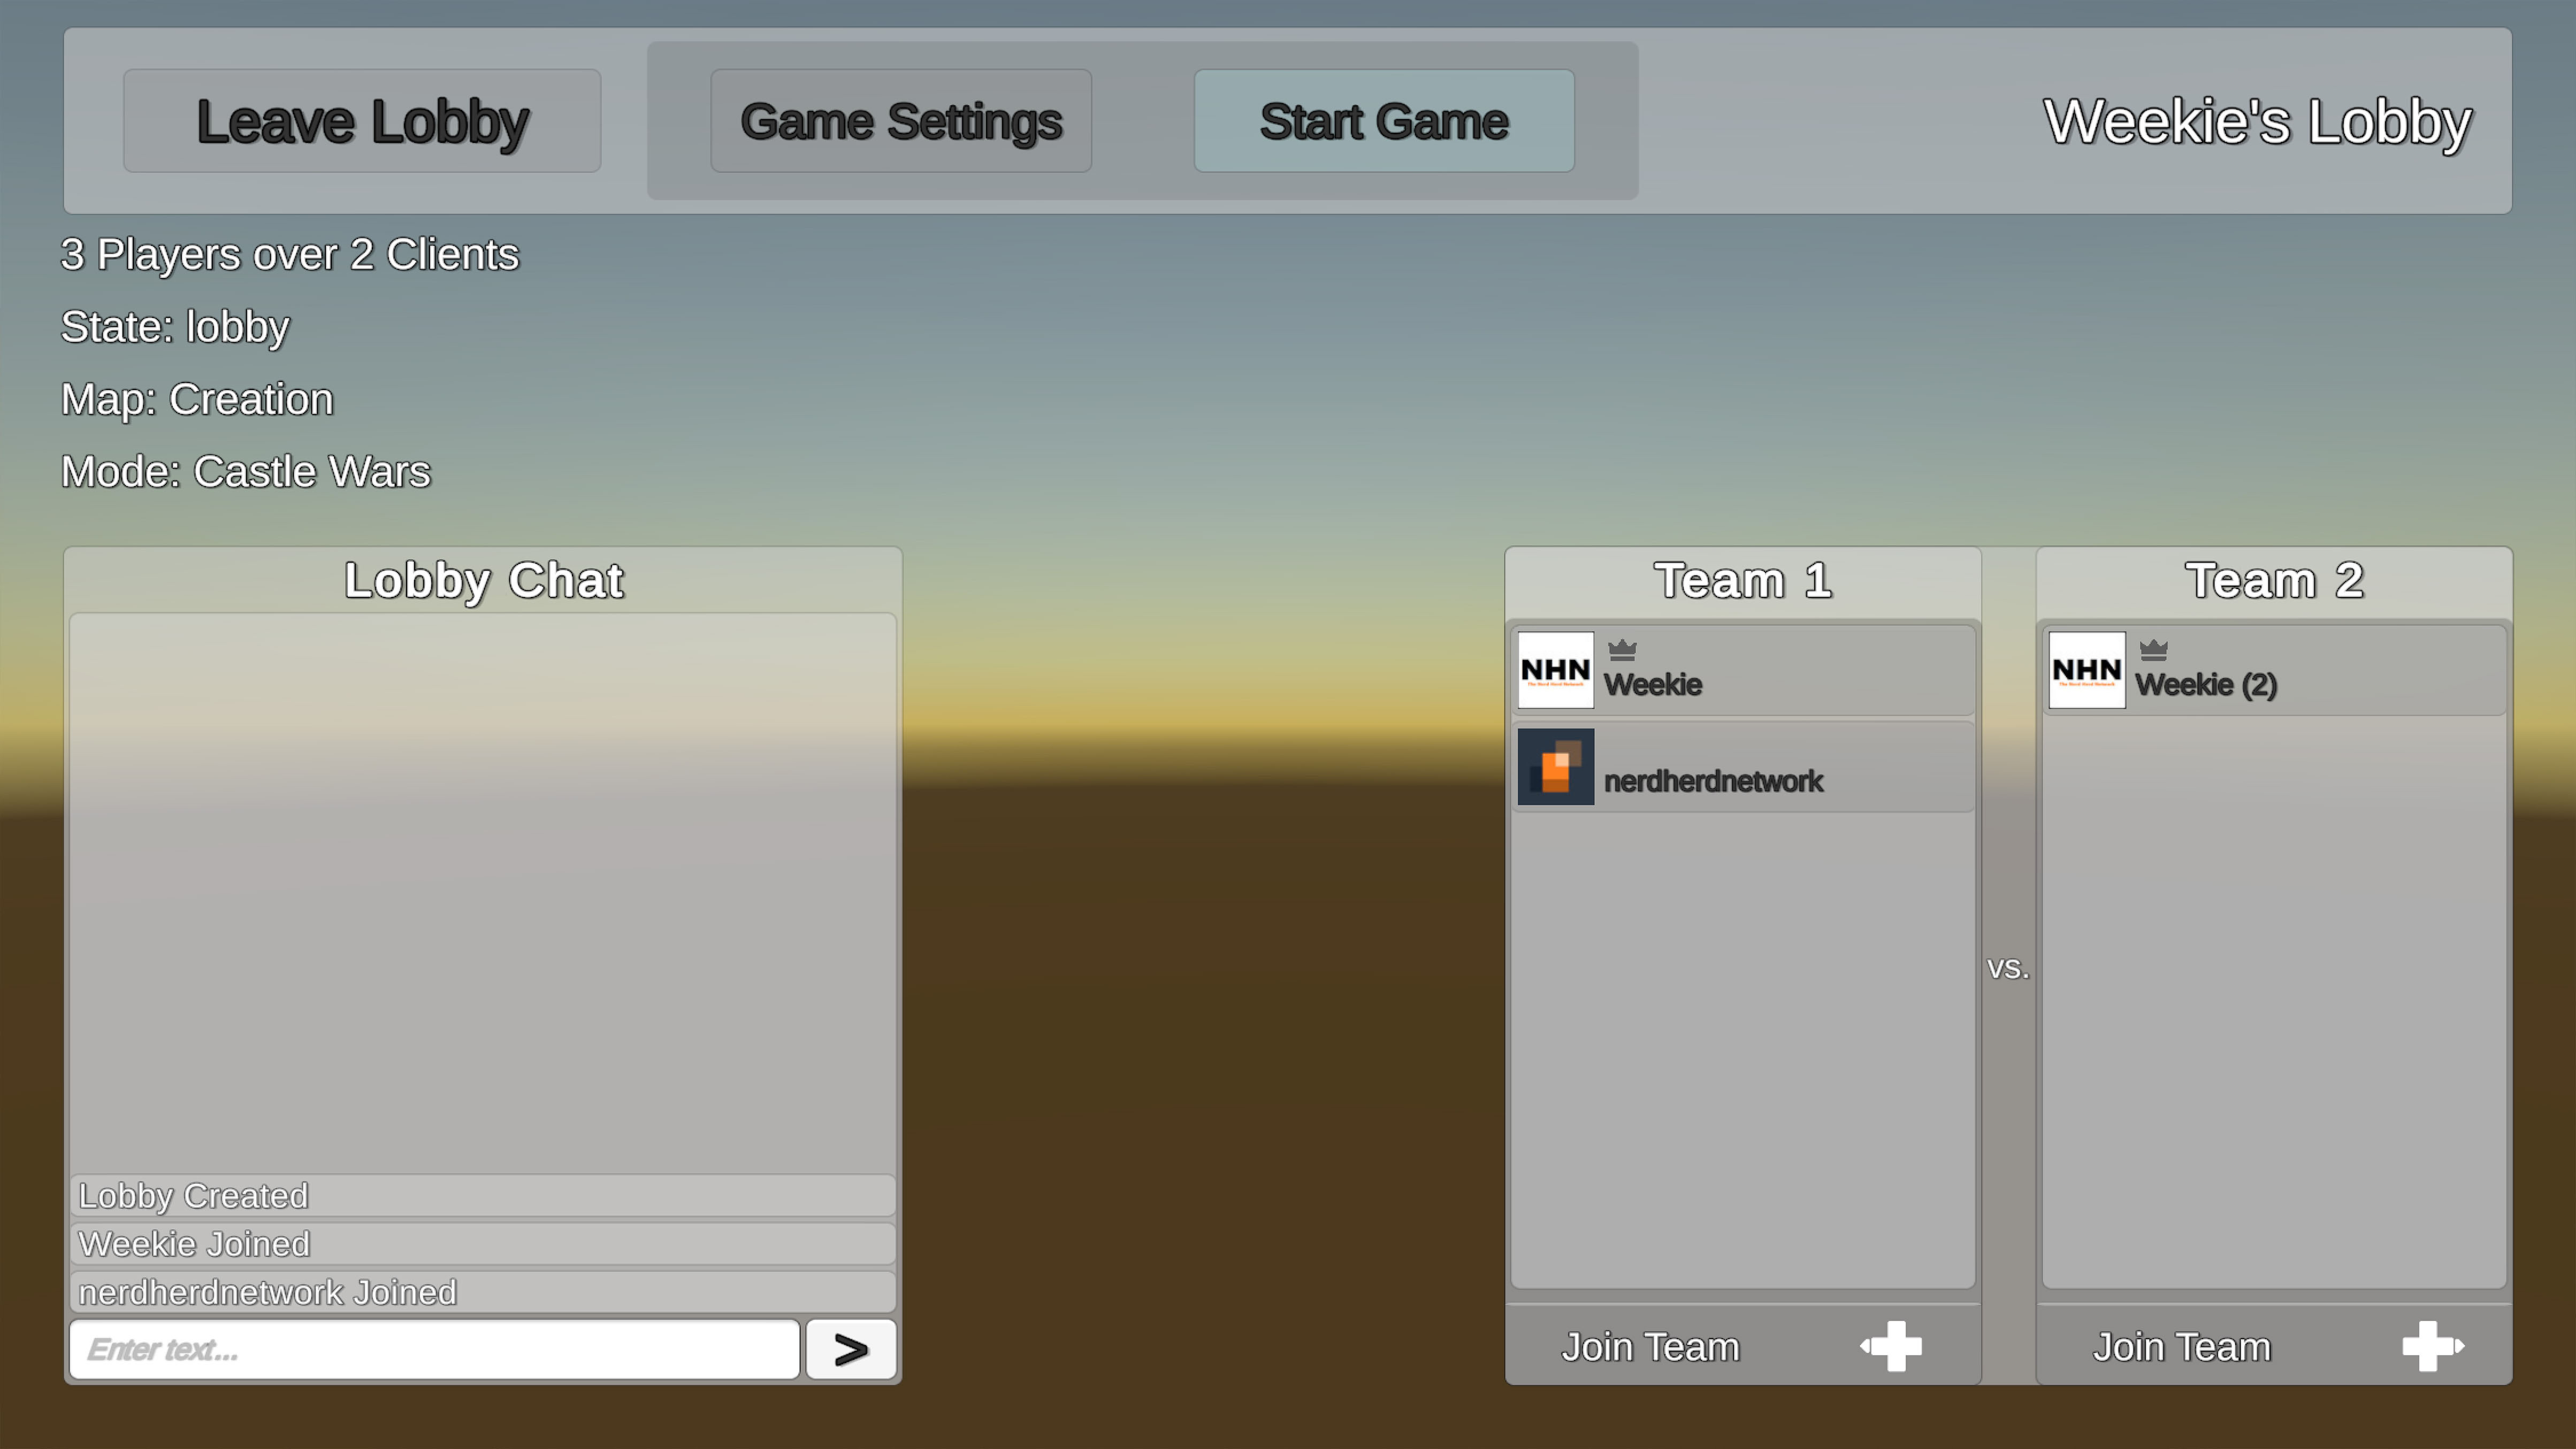 Leave Lobby
Game Settings
Start Game
Weekie's Lobby
3 Players over 2 Clients
State: lobby
Map: Creation
Mode: Castle Wars
Lobby Chat
Lobby Created
Weekie Joined
nerdherdnetwork Joined
Enter text...
>
Team 1
NHN
Weekie
nerdherdnetwork
Join Team
vs.
Team 2
NHN
Weekie (2)
Join Team